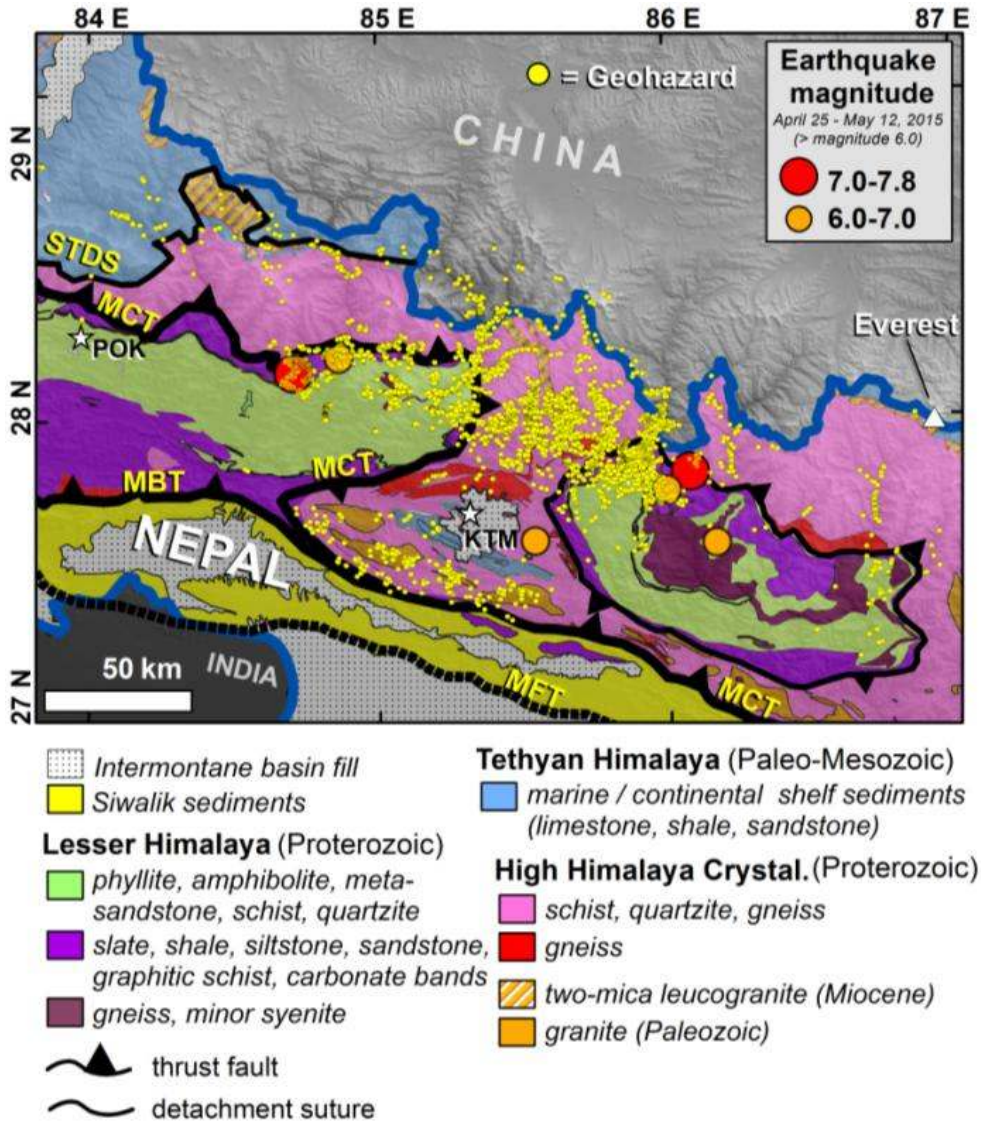 84 E
85 E
86 E
87 E
29 N
28 N
27 N
= Geohazard
Earthquake
magnitude
April 25 - May 12, 2015
(> magnitude 6.0)
7.0-7.8
6.0-7.0
CHINA
STDS
MCT
POK
Everest
MCT
MBT
KTM
NEPAL
INDIA
50 km
MFT
MCT
Intermontane basin fill
Siwalik sediments
Lesser Himalaya (Proterozoic)
phyllite, amphibolite, meta-
sandstone, schist, quartzite
slate, shale, siltstone, sandstone,
graphitic schist, carbonate bands
gneiss, minor syenite
thrust fault
detachment suture
Tethyan Himalaya (Paleo-Mesozoic)
marine / continental shelf sediments
(limestone, shale, sandstone)
High Himalaya Crystal. (Proterozoic)
schist, quartzite, gneiss
gneiss
two-mica leucogranite (Miocene)
granite (Paleozoic)